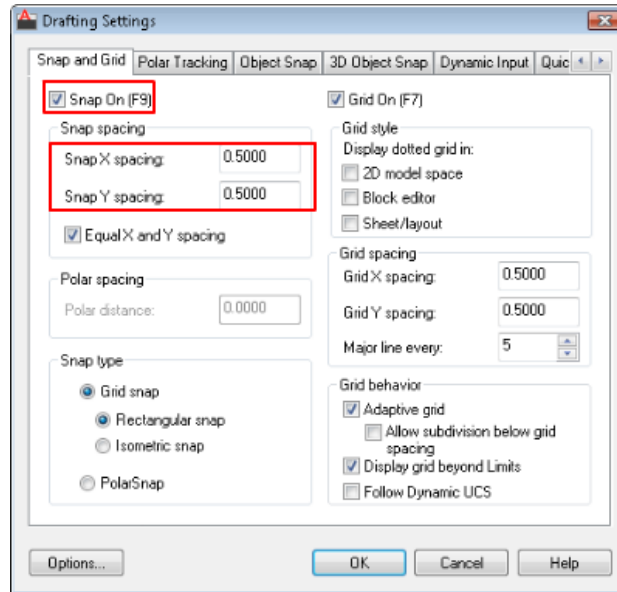 Drafting Settings
Snap and Grid Polar Tracking Object Snap 3D Object Snap Dynamic Input Quic
Snap On (F9)
Snap spacing
Snap X spacing: 0.5000
Snap Y spacing: 0.5000
Equal X and Y spacing
Polar spacing
Polar distance: 0.0000
Snap type
Grid snap
Rectangular snap
Isometric snap
PolarSnap
Grid On (F7)
Grid style
Display dotted grid in:
2D model space
Block editor
Sheet/layout
Grid spacing
Grid X spacing: 0.5000
Grid Y spacing: 0.5000
Major line every: 5
Grid behavior
Adaptive grid
Allow subdivision below grid
spacing
Display grid beyond Limits
Follow Dynamic UCS
Options... OK Cancel Help